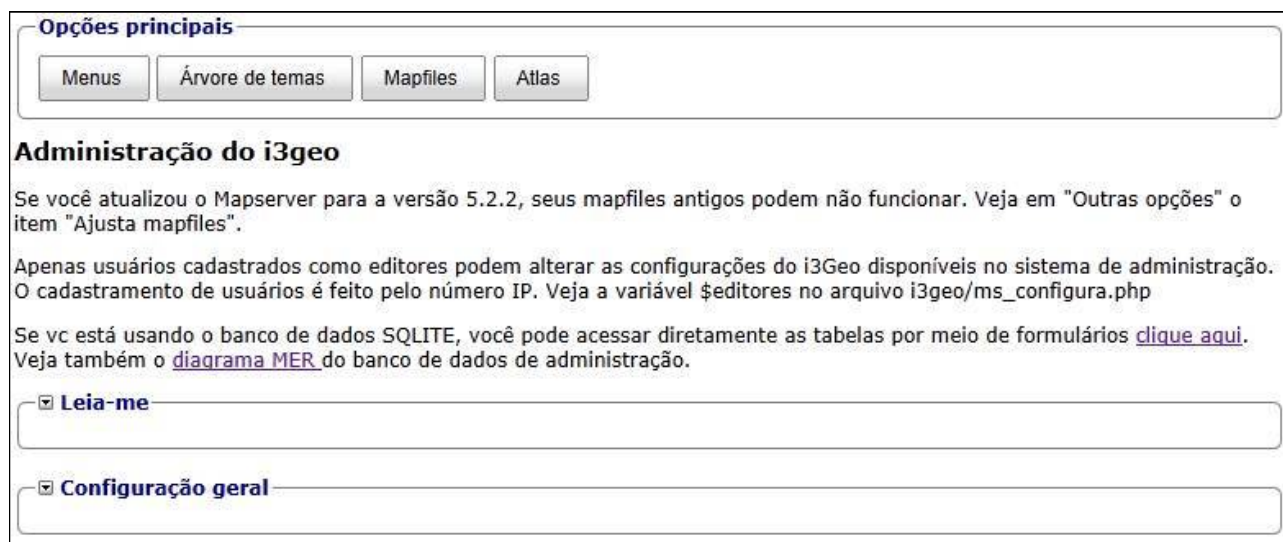 Opções principais
Menus Árvore de temas Mapfiles Atlas
Administração do i3geo
Se você atualizou o Mapserver para a versão 5.2.2, seus mapfiles antigos podem não funcionar. Veja em "Outras opções" o
item "Ajusta mapfiles".
Apenas usuários cadastrados como editores podem alterar as configurações do i3Geo disponíveis no sistema de administração.
O cadastramento de usuários é feito pelo número IP. Veja a variável $editores no arquivo i3geo/ms_configura.php
Se vc está usando o banco de dados SQLITE, você pode acessar diretamente as tabelas por meio de formulários clique aqui.
Veja também o diagrama MER do banco de dados de administração.
Leia-me
Configuração geral